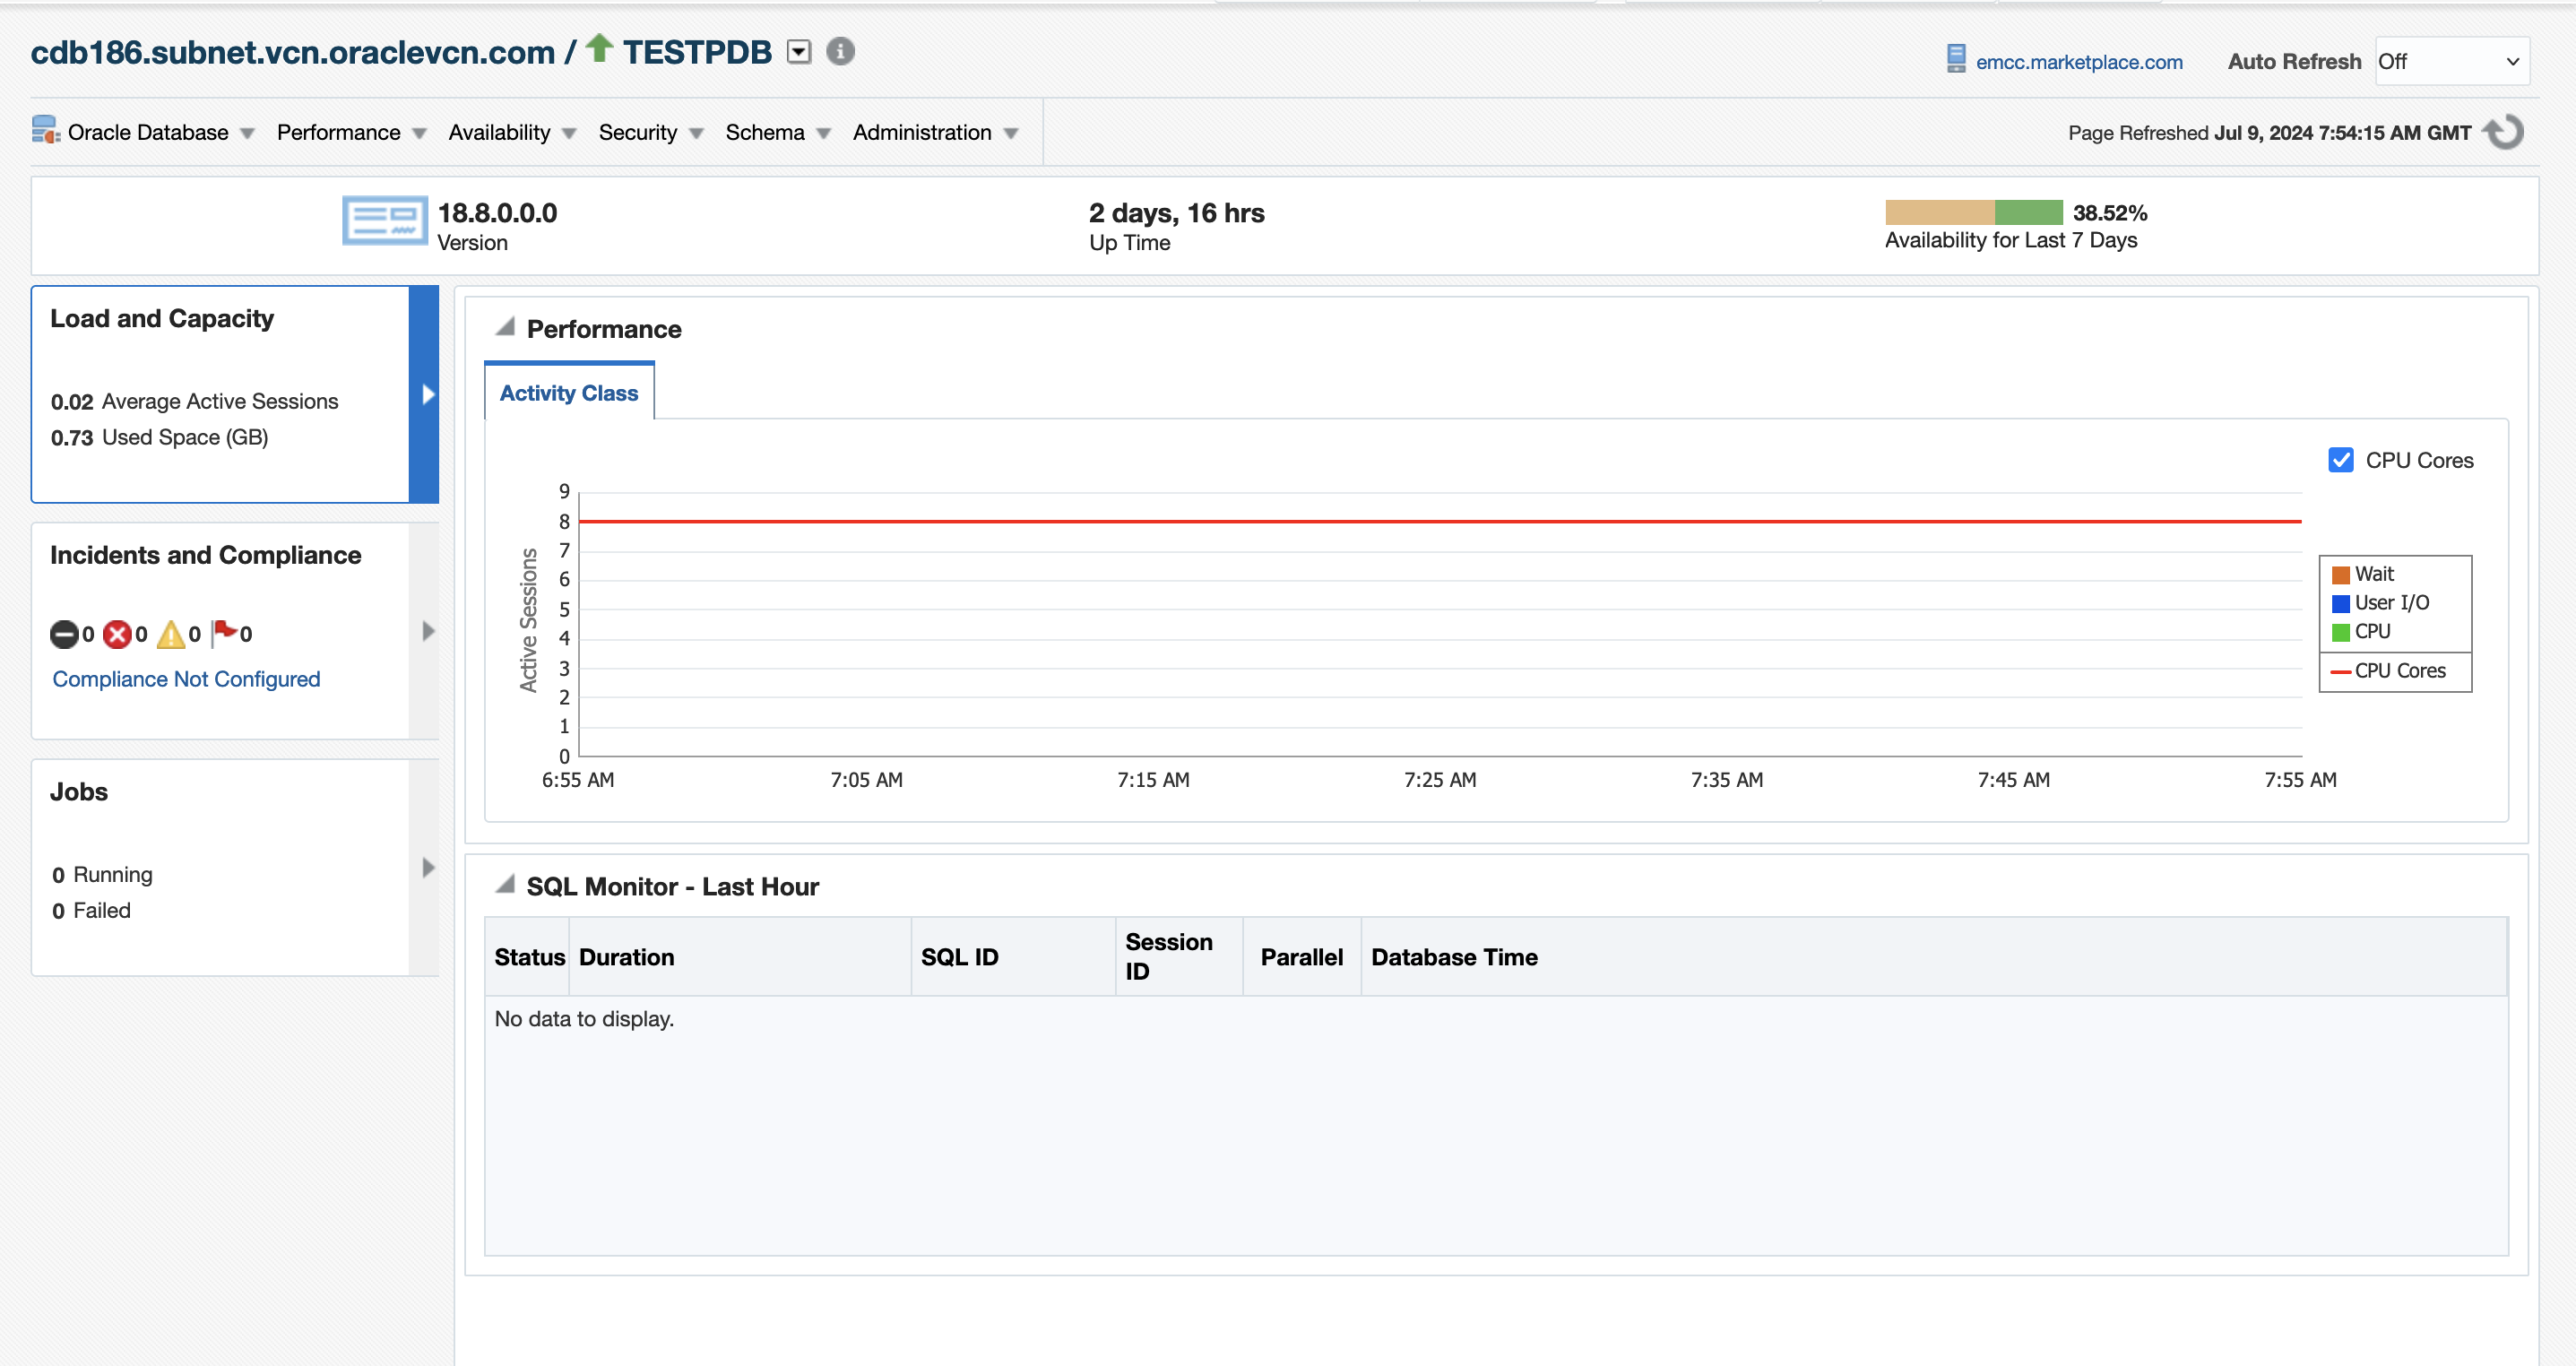 cdb186.subnet.vcn.oraclevcn.com / TESTPDB
emcc.marketplace.com Auto Refresh Off
Oracle Database Performance Availability Security Schema Administration
Page Refreshed Jul 9, 2024 7:54:15 AM GMT
18.8.0.0.0
Version
2 days, 16 hrs
Up Time
38.52%
Availability for Last 7 Days
Load and Capacity
0.02 Average Active Sessions
0.73 Used Space (GB)
Incidents and Compliance
0 0 0 0
Compliance Not Configured
Jobs
0 Running
0 Failed
Performance
Activity Class
CPU Cores
Active Sessions
9
8
7
6
5
4
3
2
1
0
6:55 AM 7:05 AM 7:15 AM 7:25 AM 7:35 AM 7:45 AM 7:55 AM
Wait
User I/O
CPU
CPU Cores
SQL Monitor - Last Hour
Status Duration SQL ID Session ID Parallel Database Time
No data to display.